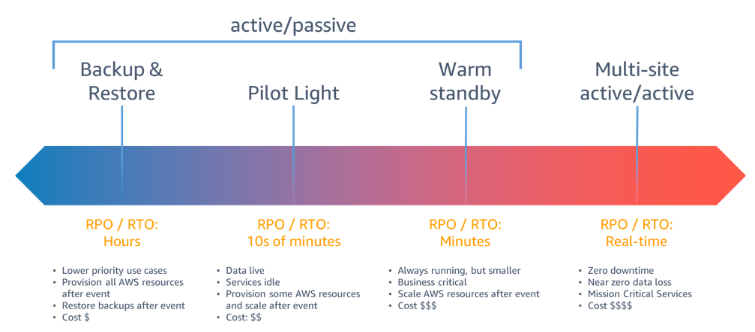 active/passive
Backup &
Restore
Pilot Light
Warm
standby
Multi-site
active/active
RPO / RTO:
Hours
RPO / RTO:
10s of minutes
RPO / RTO:
Minutes
RPO / RTO:
Real-time
• Lower priority use cases
• Provision all AWS resources
after event
• Restore backups after event
• Cost $
• Data live
• Services idle
• Provision some AWS resources
and scale after event
• Cost: $$
• Always running, but smaller
• Business critical
• Scale AWS resources after event
• Cost $$$
• Zero downtime
• Near zero data loss
• Mission Critical Services
• Cost $$$$